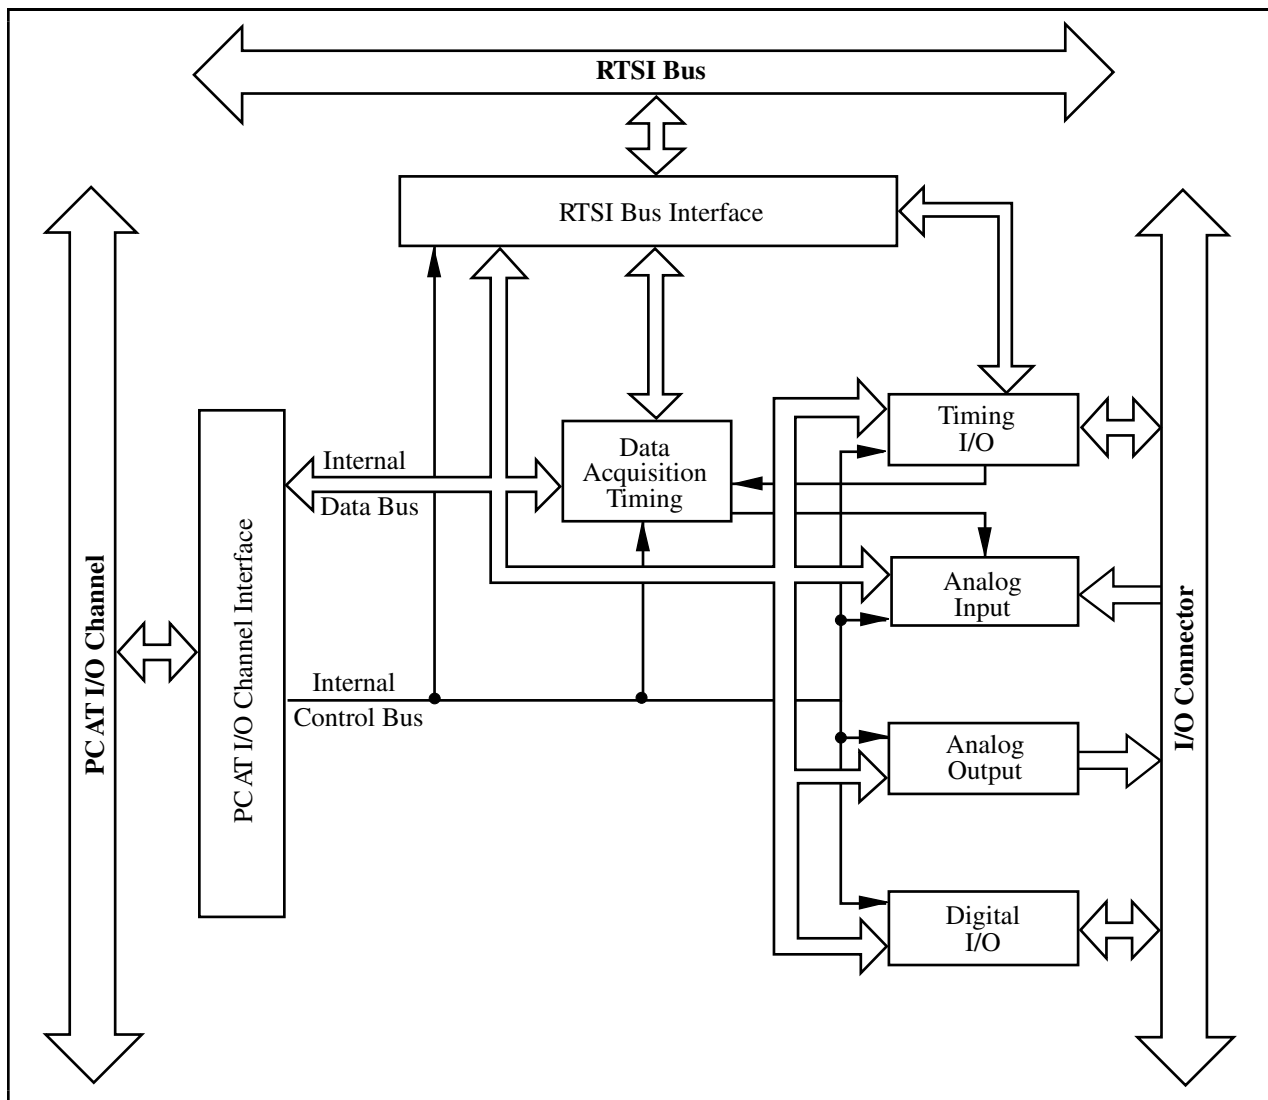 RTSI Bus
RTSI Bus Interface
Timing
I/O
Data
Acquisition
Timing
Internal
Data Bus
Analog
Input
PC AT I/O Channel
PC AT I/O Channel Interface
I/O Connector
Internal
Control Bus
Analog
Output
Digital
I/O